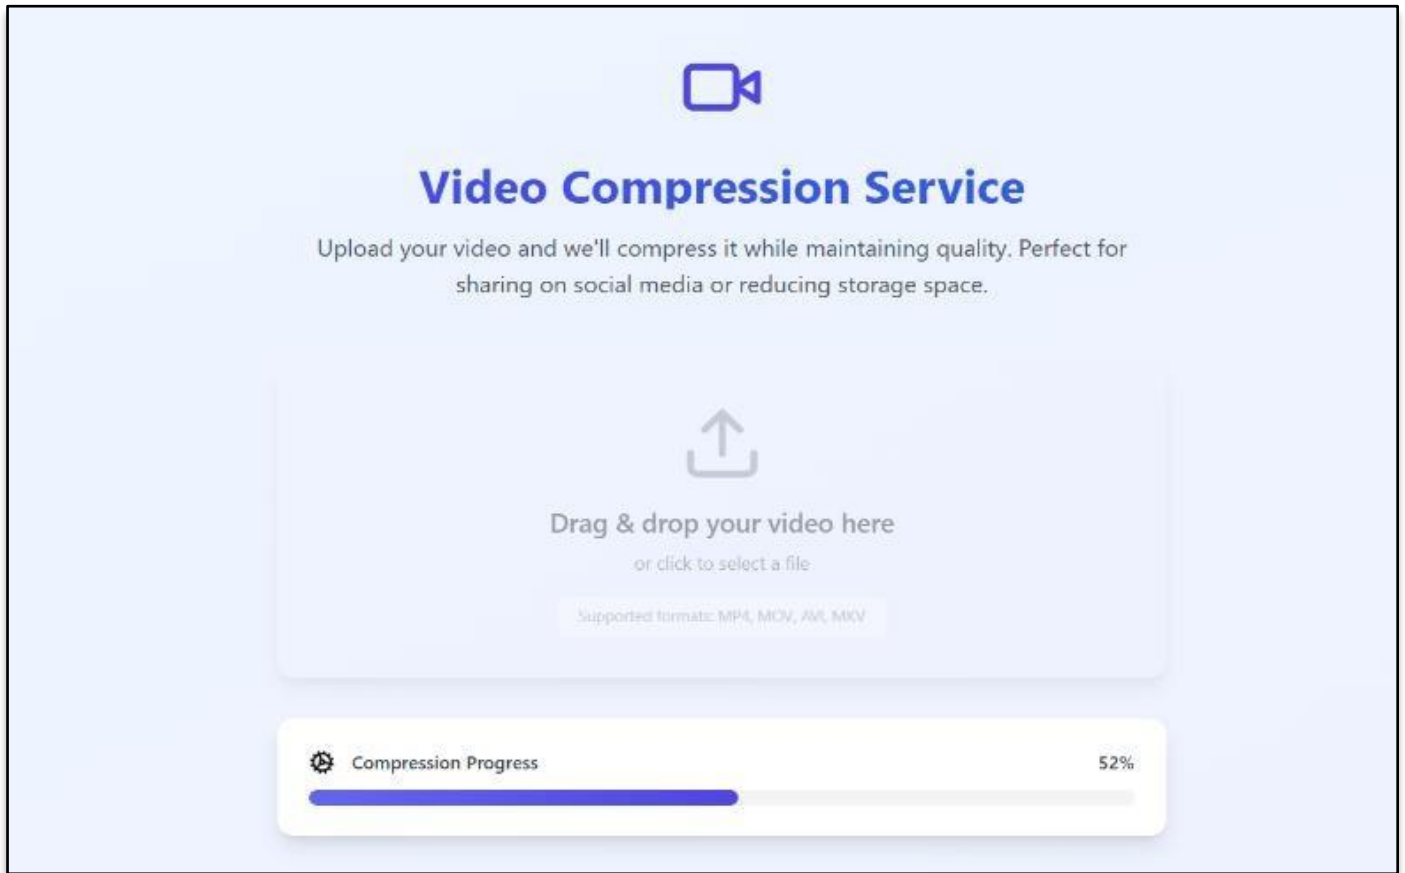 Video Compression Service
Upload your video and we'll compress it while maintaining quality. Perfect for
sharing on social media or reducing storage space.
Drag & drop your video here
or click to select a file
Supported formats: MP4, MOV, AVI, MKV
Compression Progress
52%